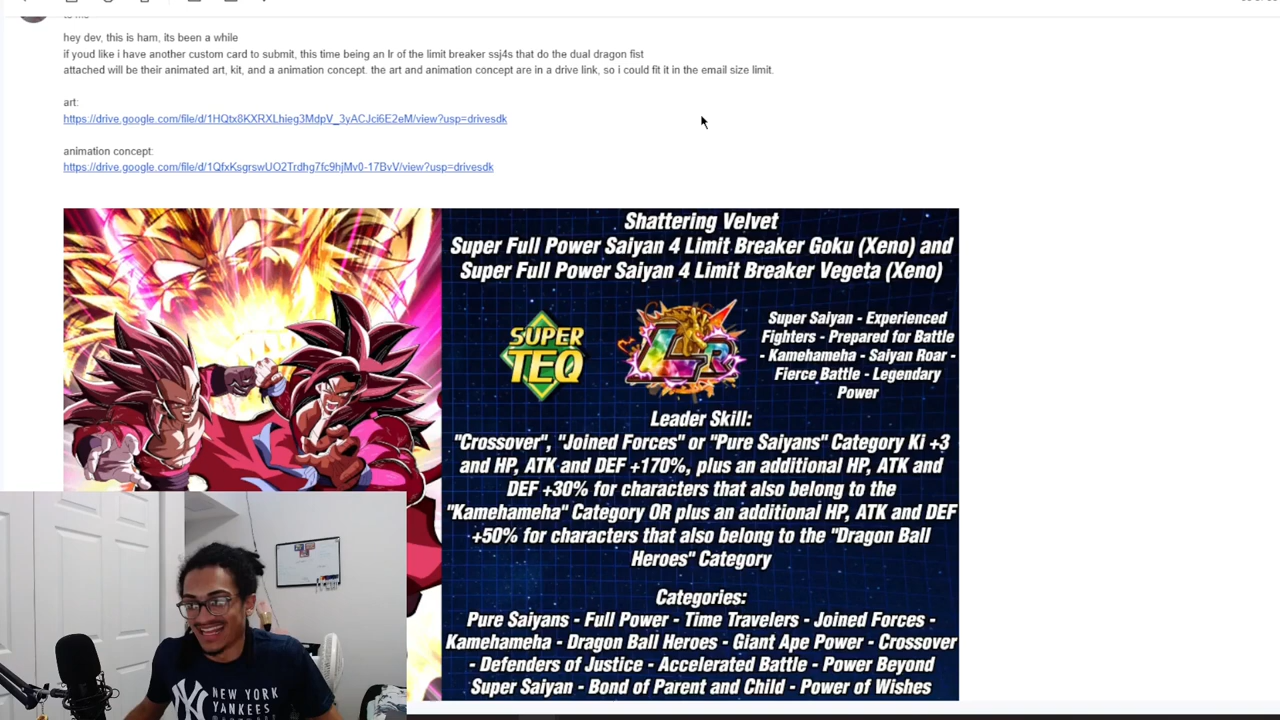 hey dev, this is ham, its been a while
if youd like i have another custom card to submit, this time being an lr of the limit breaker ssj4s that do the dual dragon fist
attached will be their animated art, kit, and a animation concept. the art and animation concept are in a drive link, so i could fit it in the email size limit.
art:
https://drive.google.com/file/d/1HQtx8KXRXLhieg3MdpV_3yACJci6E2eM/view?usp=drivesdk
animation concept:
https://drive.google.com/file/d/1QfxKsgrswUO2Trdhg7fc9hjMv0-17BvV/view?usp=drivesdk
Shattering Velvet
Super Full Power Saiyan 4 Limit Breaker Goku (Xeno) and
Super Full Power Saiyan 4 Limit Breaker Vegeta (Xeno)
SUPER
TEQ
LR
Super Saiyan - Experienced
Fighters - Prepared for Battle
- Kamehameha - Saiyan Roar -
Fierce Battle - Legendary
Power
Leader Skill:
"Crossover", "Joined Forces" or "Pure Saiyans" Category Ki +3
and HP, ATK and DEF +170%, plus an additional HP, ATK and
DEF +30% for characters that also belong to the
"Kamehameha" Category OR plus an additional HP, ATK and DEF
+50% for characters that also belong to the "Dragon Ball
Heroes" Category
Categories:
Pure Saiyans - Full Power - Time Travelers - Joined Forces -
Kamehameha - Dragon Ball Heroes - Giant Ape Power - Crossover
- Defenders of Justice - Accelerated Battle - Power Beyond
Super Saiyan - Bond of Parent and Child - Power of Wishes
NEW YORK
YANKEES